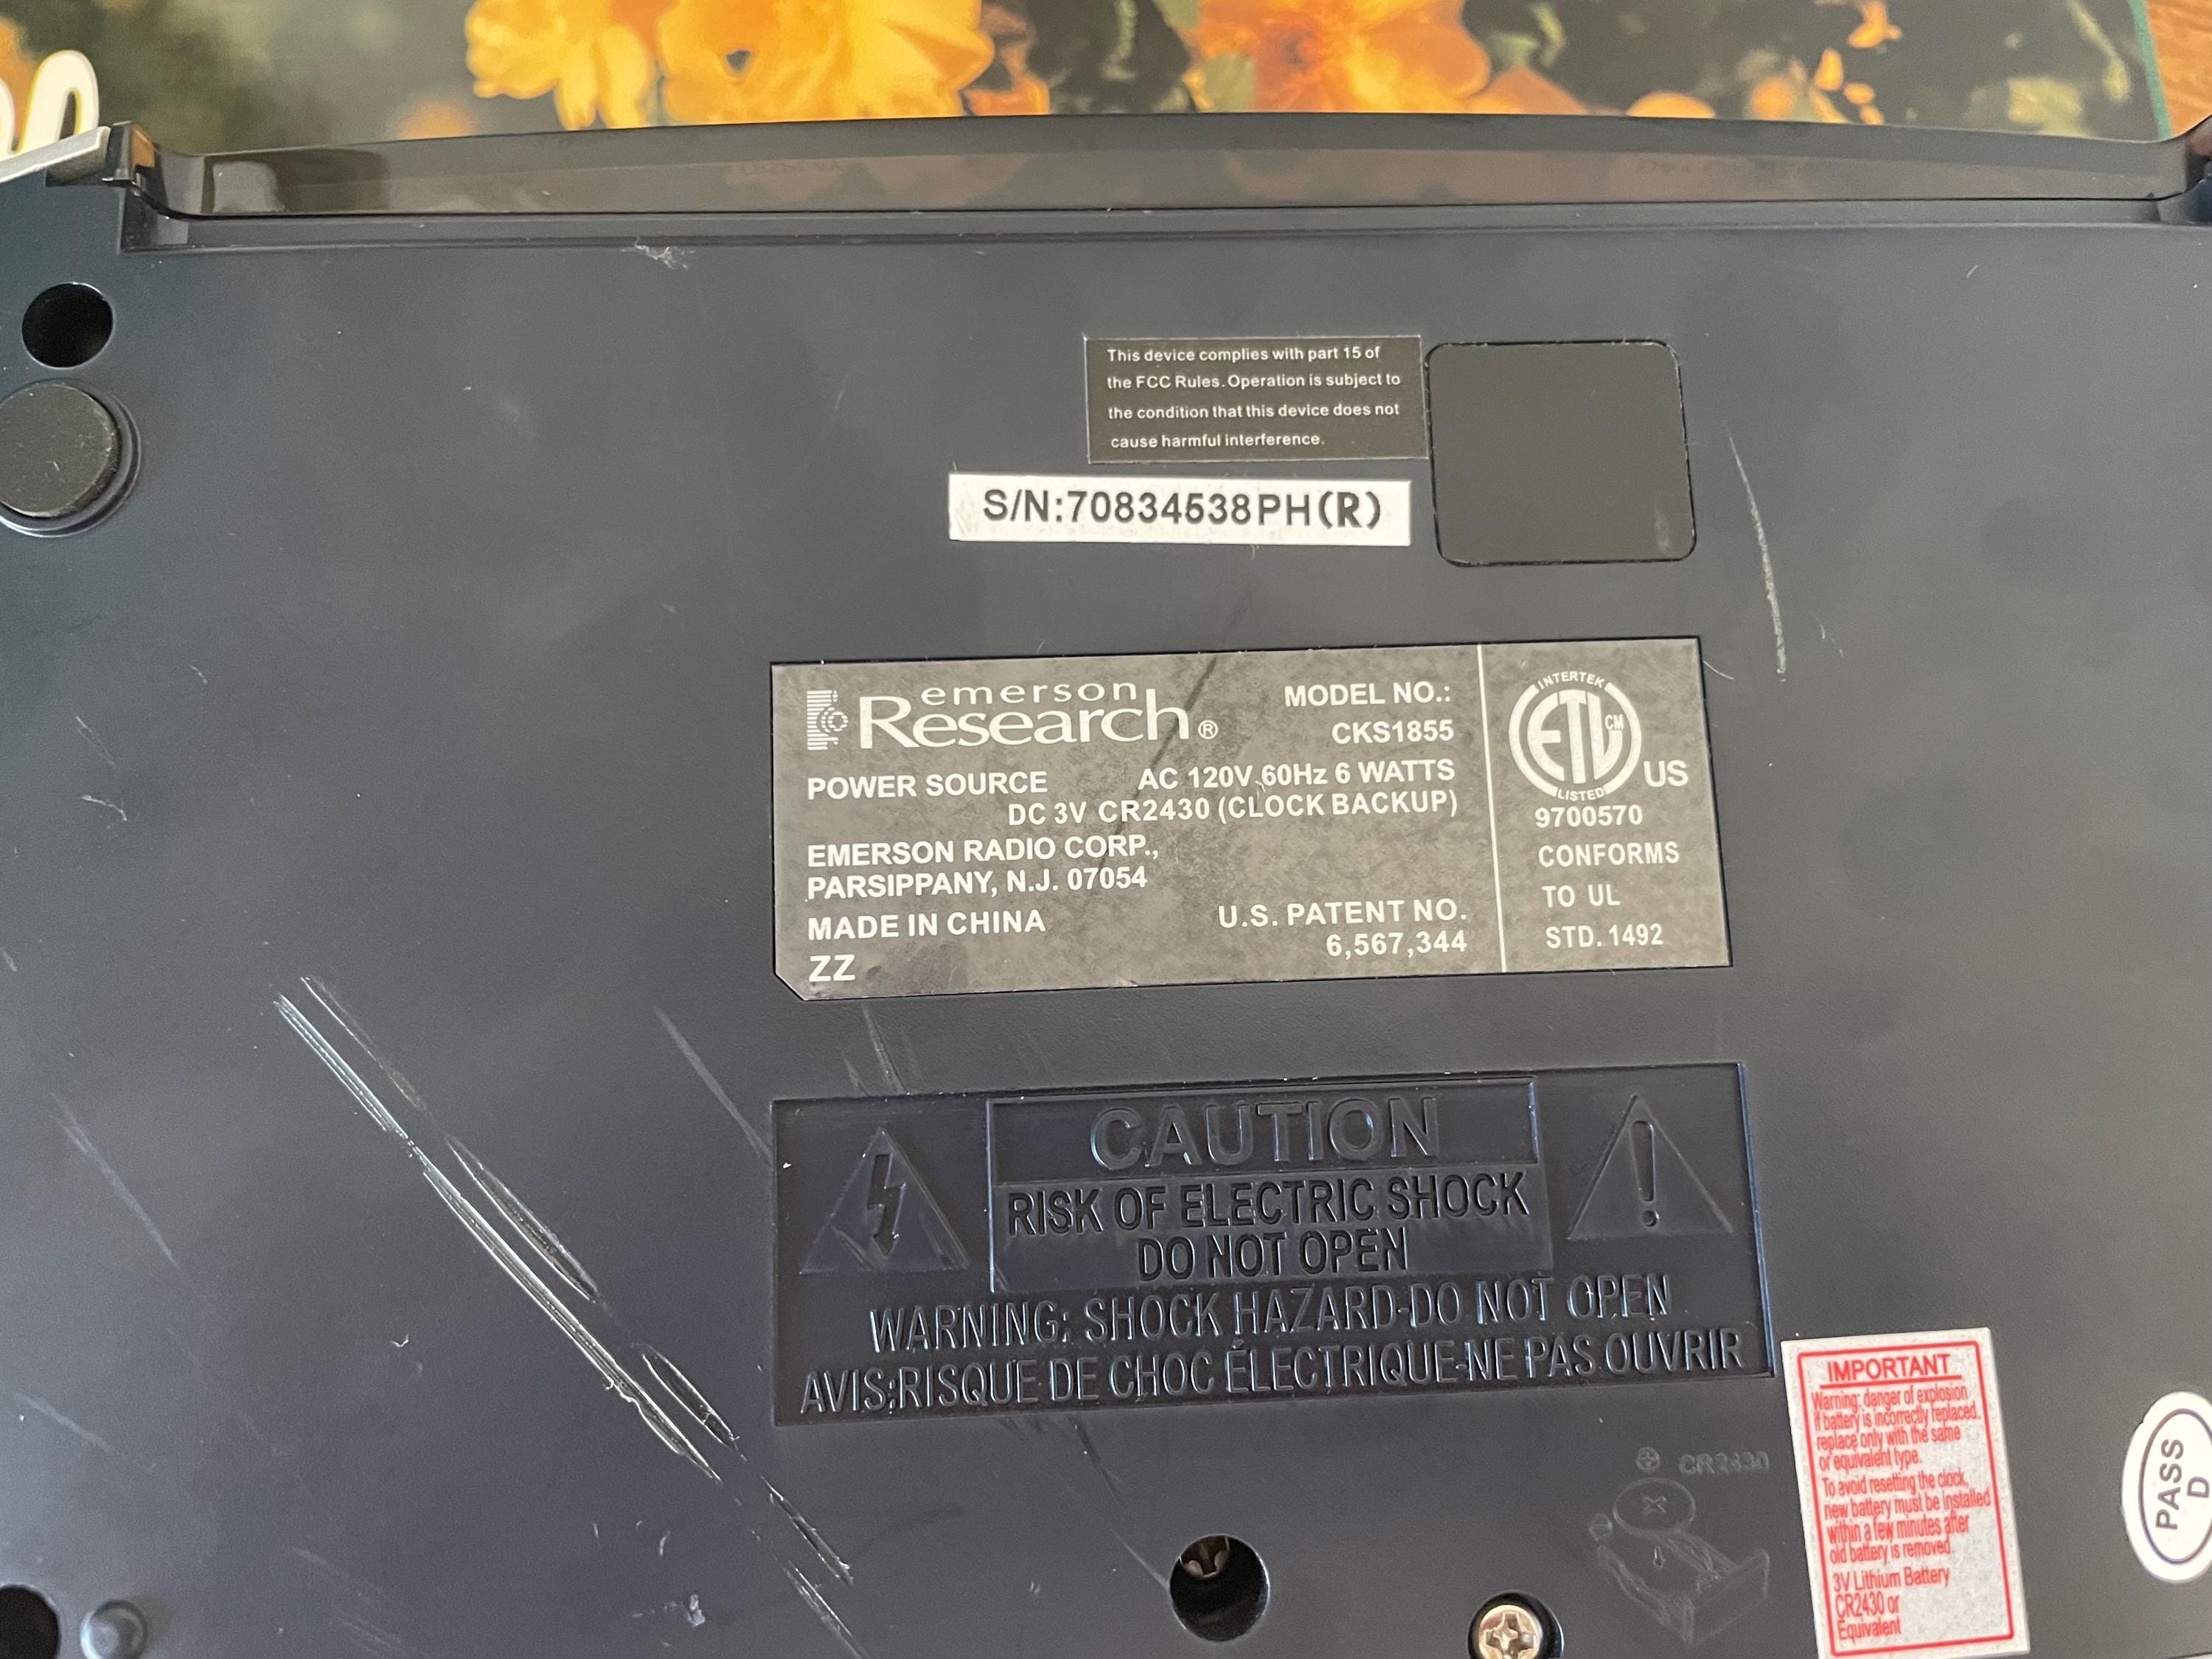 This device complies with part 15 of
the FCC Rules. Operation is subject to
the condition that this device does not
cause harmful interference.
S/N:70834538PH(R)
emerson
Research®
MODEL NO.:
CKS1855
POWER SOURCE AC 120V 60Hz 6 WATTS
DC 3V CR2430 (CLOCK BACKUP)
EMERSON RADIO CORP.,
PARSIPPANY, N.J. 07054
MADE IN CHINA
ZZ
U.S. PATENT NO.
6,567,344
INTERTEK
ETL CM
LISTED
US
9700570
CONFORMS
TO UL
STD. 1492
CAUTION
RISK OF ELECTRIC SHOCK
DO NOT OPEN
WARNING: SHOCK HAZARD-DO NOT OPEN
AVIS:RISQUE DE CHOC ÉLECTRIQUE-NE PAS OUVRIR
CR2430
IMPORTANT
Warning: danger of explosion
if battery is incorrectly replaced.
replace only with the same
or equivalent type.
To avoid resetting the clock,
new battery must be installed
within a few minutes after
old battery is removed.
3V Lithium Battery
CR2430 or
Equivalent
PASS
D